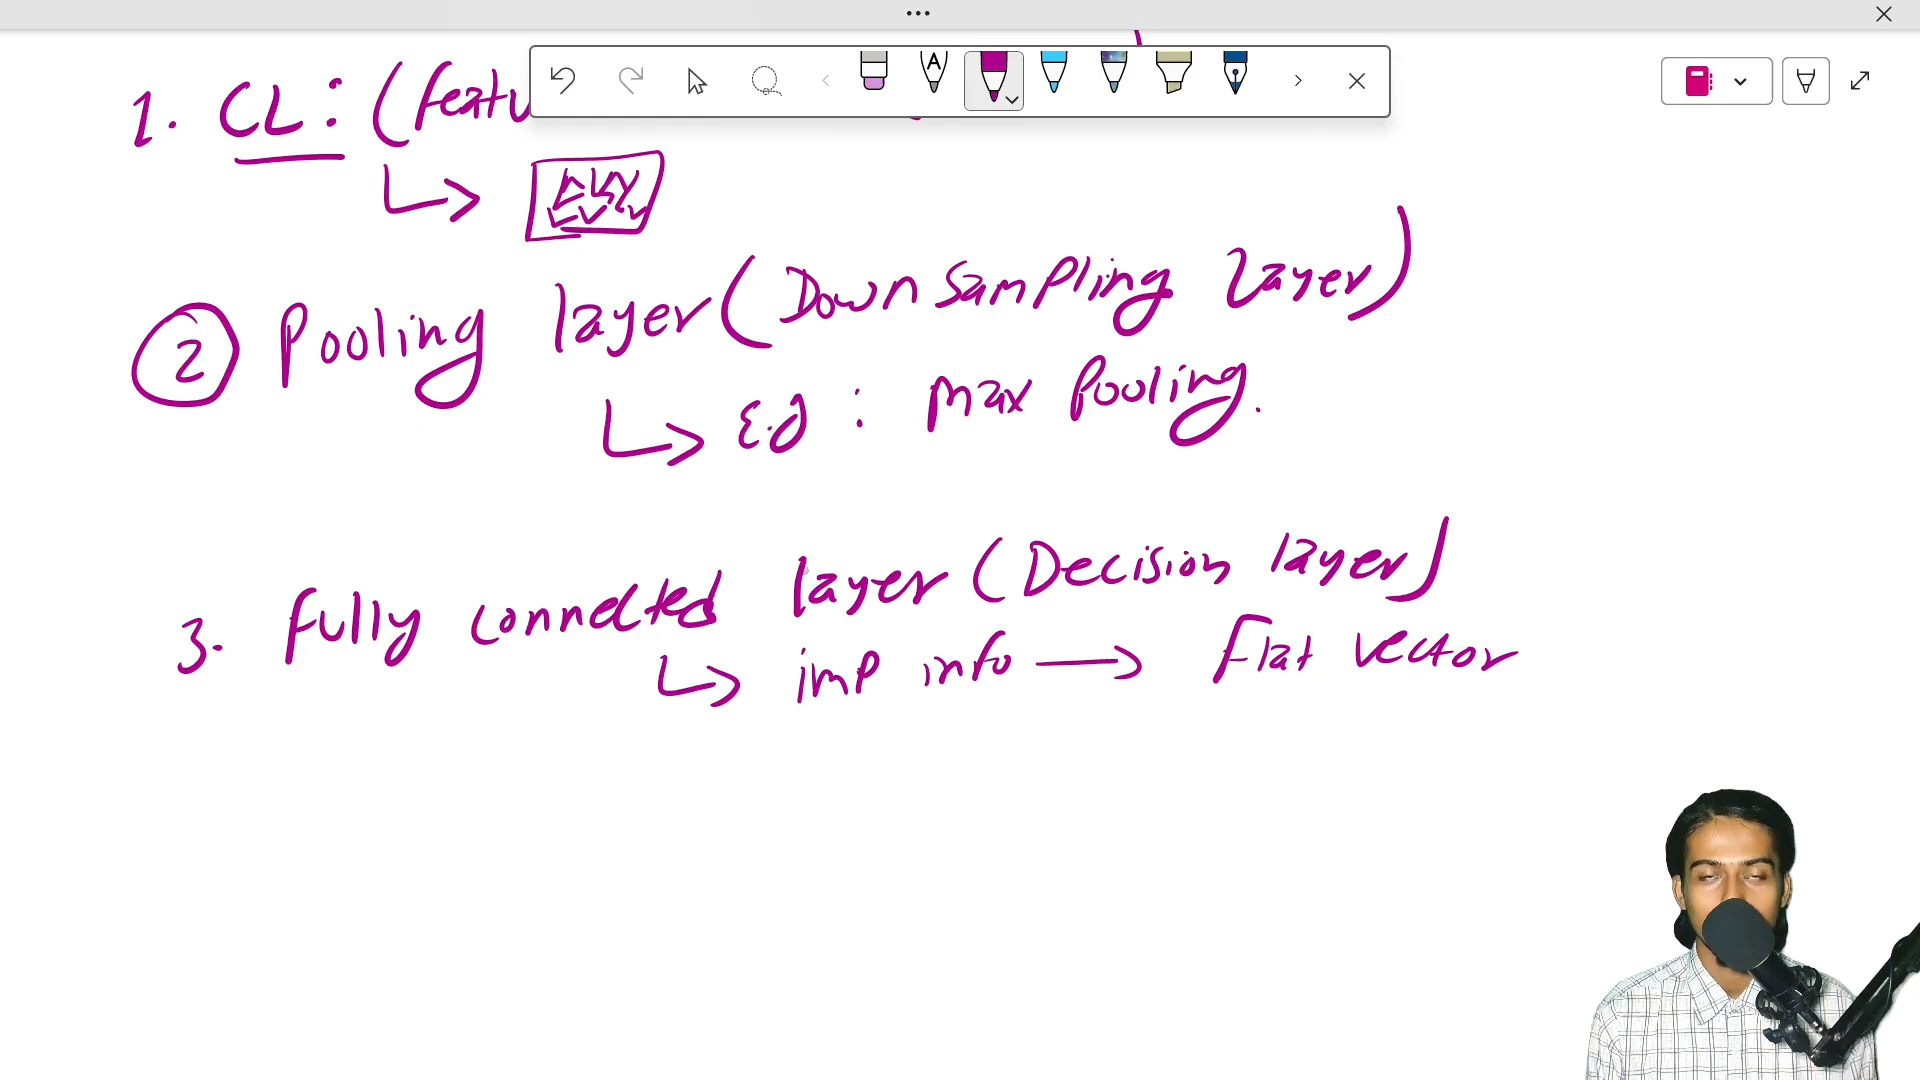 1. CL: (featu
② Pooling layer (Down Sampling Layer)
E.g : Max Pooling.
3. Fully connected layer (Decision layer)
imp info → Flat vector